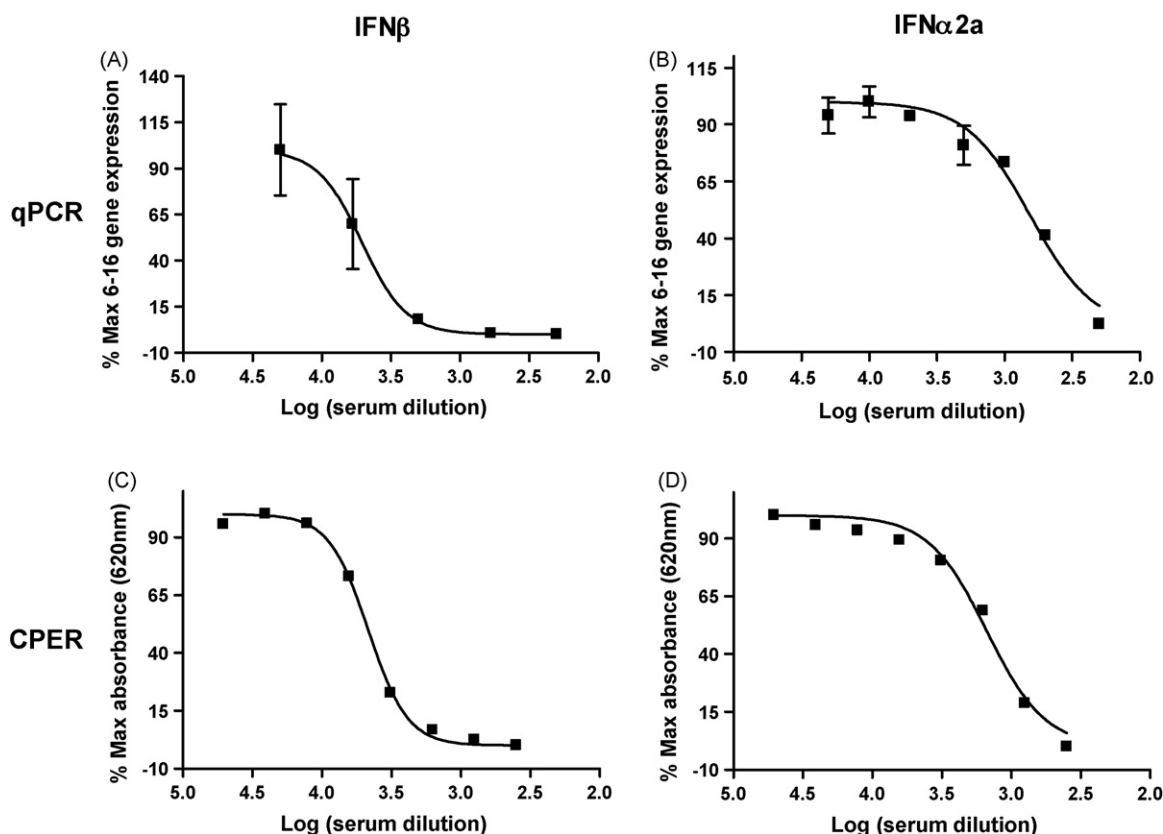 IFNβ
IFNα2a
qPCR
(A)
% Max 6-16 gene expression
140
115
90
65
40
15
-10
5.0 4.5 4.0 3.5 3.0 2.5 2.0
Log (serum dilution)
(B)
% Max 6-16 gene expression
115
90
65
40
15
-10
5.0 4.5 4.0 3.5 3.0 2.5 2.0
Log (serum dilution)
CPER
(C)
% Max absorbance (620nm)
90
65
40
15
-10
5.0 4.5 4.0 3.5 3.0 2.5 2.0
Log (serum dilution)
(D)
% Max absorbance (620nm)
90
65
40
15
-10
5.0 4.5 4.0 3.5 3.0 2.5 2.0
Log (serum dilution)